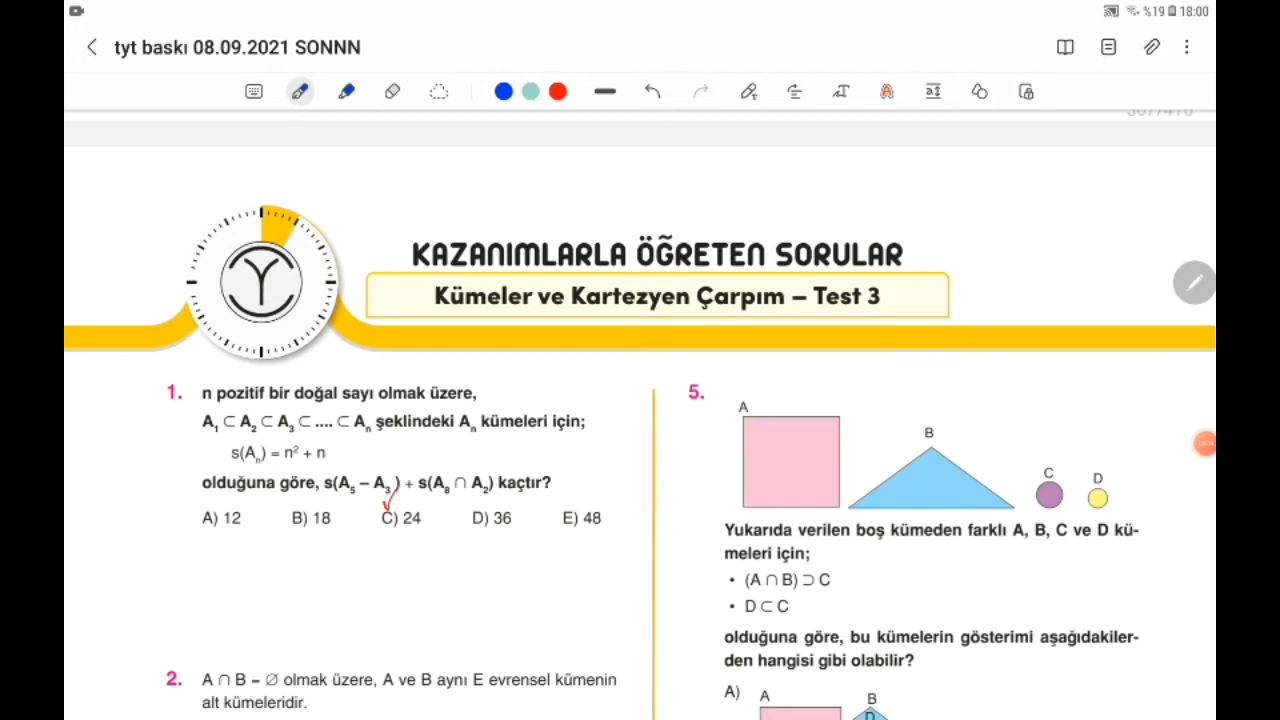 %19 18:00
tyt baskı 08.09.2021 SONNN
KAZANIMLARLA ÖĞRETEN SORULAR
Kümeler ve Kartezyen Çarpım – Test 3
1. n pozitif bir doğal sayı olmak üzere,
A₁ ⊂ A₂ ⊂ A₃ ⊂ .... ⊂ Aₙ şeklindeki Aₙ kümeleri için;
s(Aₙ) = n² + n
olduğuna göre, s(A₅ – A₃) + s(A₈ ∩ A₂) kaçtır?
A) 12 B) 18 C) 24 D) 36 E) 48
2. A ∩ B = ∅ olmak üzere, A ve B aynı E evrensel kümenin
alt kümeleridir.
5.
A
B
C
D
Yukarıda verilen boş kümeden farklı A, B, C ve D kü-
meleri için;
• (A ∩ B) ⊃ C
• D ⊂ C
olduğuna göre, bu kümelerin gösterimi aşağıdakiler-
den hangisi gibi olabilir?
A) A B
D